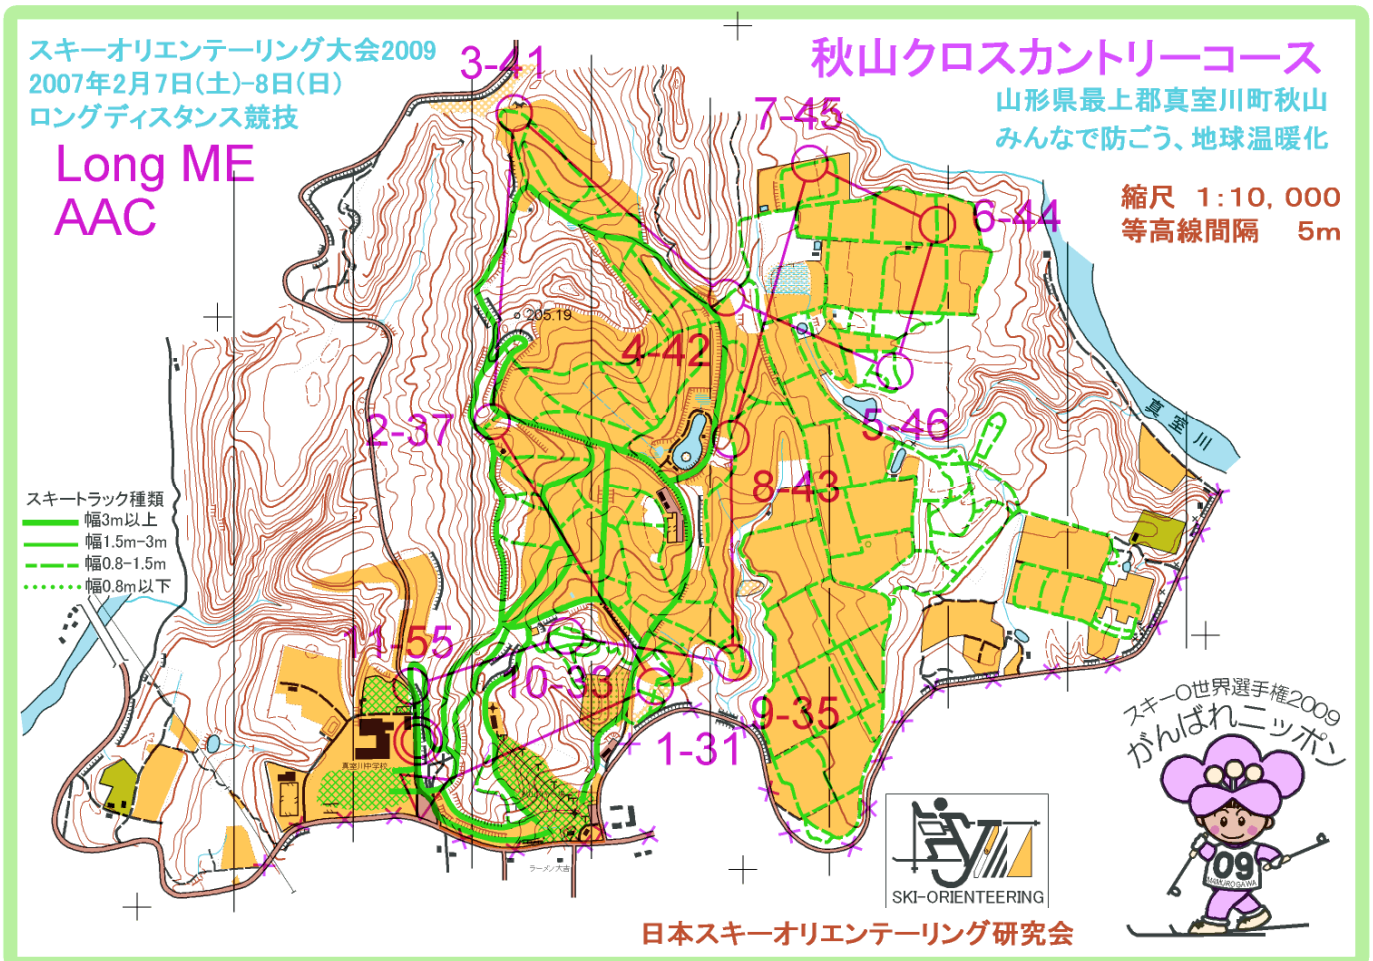 スキーオリエンテーリング大会2009
2007年2月7日(土)-8日(日)
ロングディスタンス競技
Long ME
AAC
秋山クロスカントリーコース
山形県最上郡真室川町秋山
みんなで防ごう、地球温暖化
縮尺 1:10,000
等高線間隔 5m
3-41
7-45
6-44
205.19
4-42
2-37
5-46
真室川
8-43
スキートラック種類
幅3m以上
幅1.5m-3m
幅0.8-1.5m
幅0.8m以下
11-55
10-33
9-35
1-31
真室川中学校
ラーメン大吉
スキーO世界選手権2009
がんばれニッポン
09
MAMUROGAWA
SKI-ORIENTEERING
日本スキーオリエンテーリング研究会